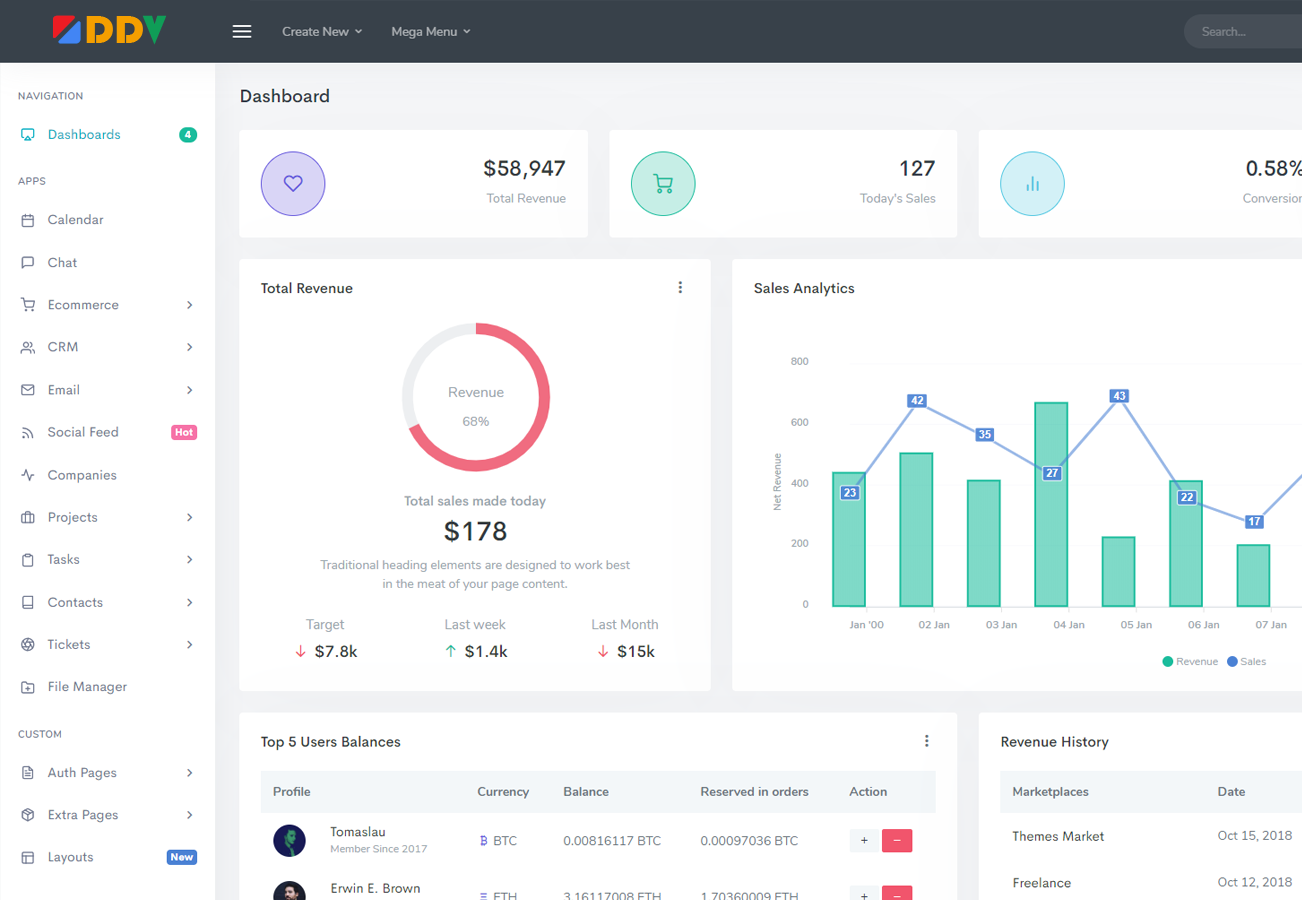 DDV
Create New
Mega Menu
Search...
NAVIGATION
Dashboards 4
APPS
Calendar
Chat
Ecommerce
CRM
Email
Social Feed Hot
Companies
Projects
Tasks
Contacts
Tickets
File Manager
CUSTOM
Auth Pages
Extra Pages
Layouts New
Dashboard
$58,947
Total Revenue
127
Today's Sales
0.58%
Conversion
Total Revenue
Revenue
68%
Total sales made today
$178
Traditional heading elements are designed to work best
in the meat of your page content.
Target Last week Last Month
$7.8k $1.4k $15k
Sales Analytics
Net Revenue
800
600
400
200
0
23 42 35 27 43 22 17
Jan '00 02 Jan 03 Jan 04 Jan 05 Jan 06 Jan 07 Jan
Revenue Sales
Top 5 Users Balances
Profile Currency Balance Reserved in orders Action
Tomaslau BTC 0.00816117 BTC 0.00097036 BTC + −
Member Since 2017
Erwin E. Brown ETH 3.16117008 ETH 1.70360009 ETH + −
Revenue History
Marketplaces Date
Themes Market Oct 15, 2018
Freelance Oct 12, 2018